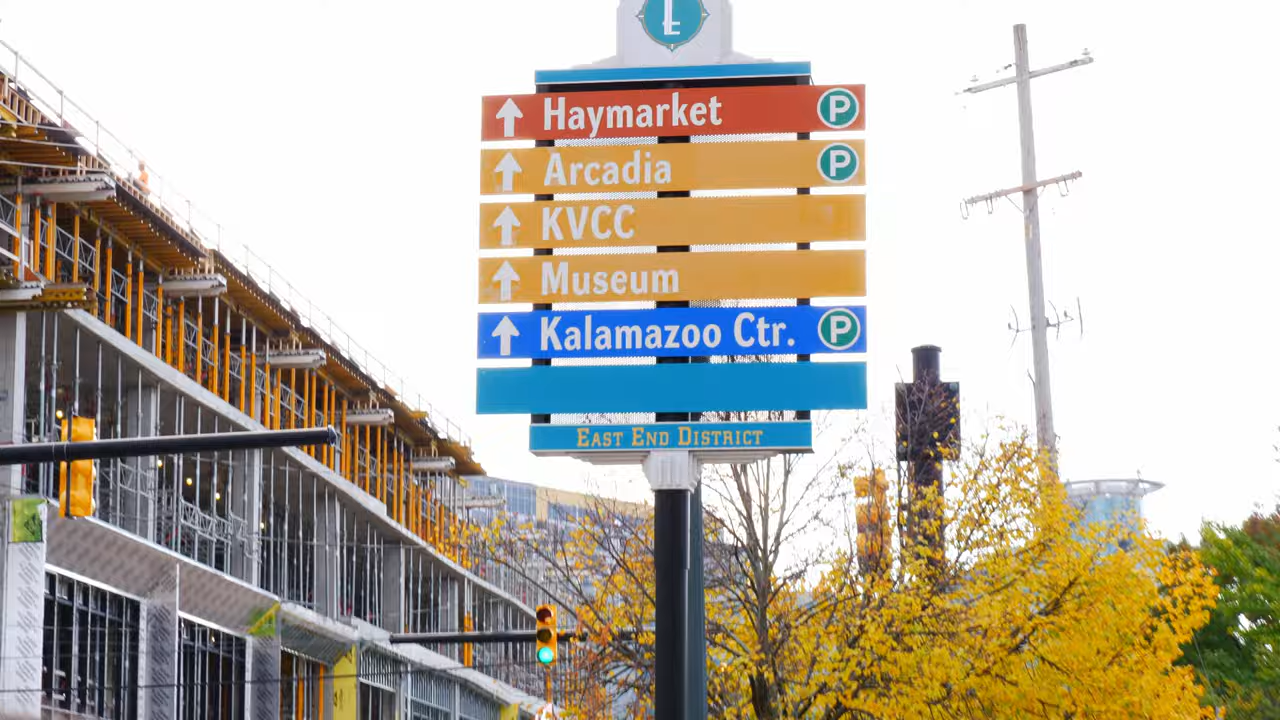 E
Haymarket P
Arcadia P
KVCC
Museum
Kalamazoo Ctr. P
EAST END DISTRICT